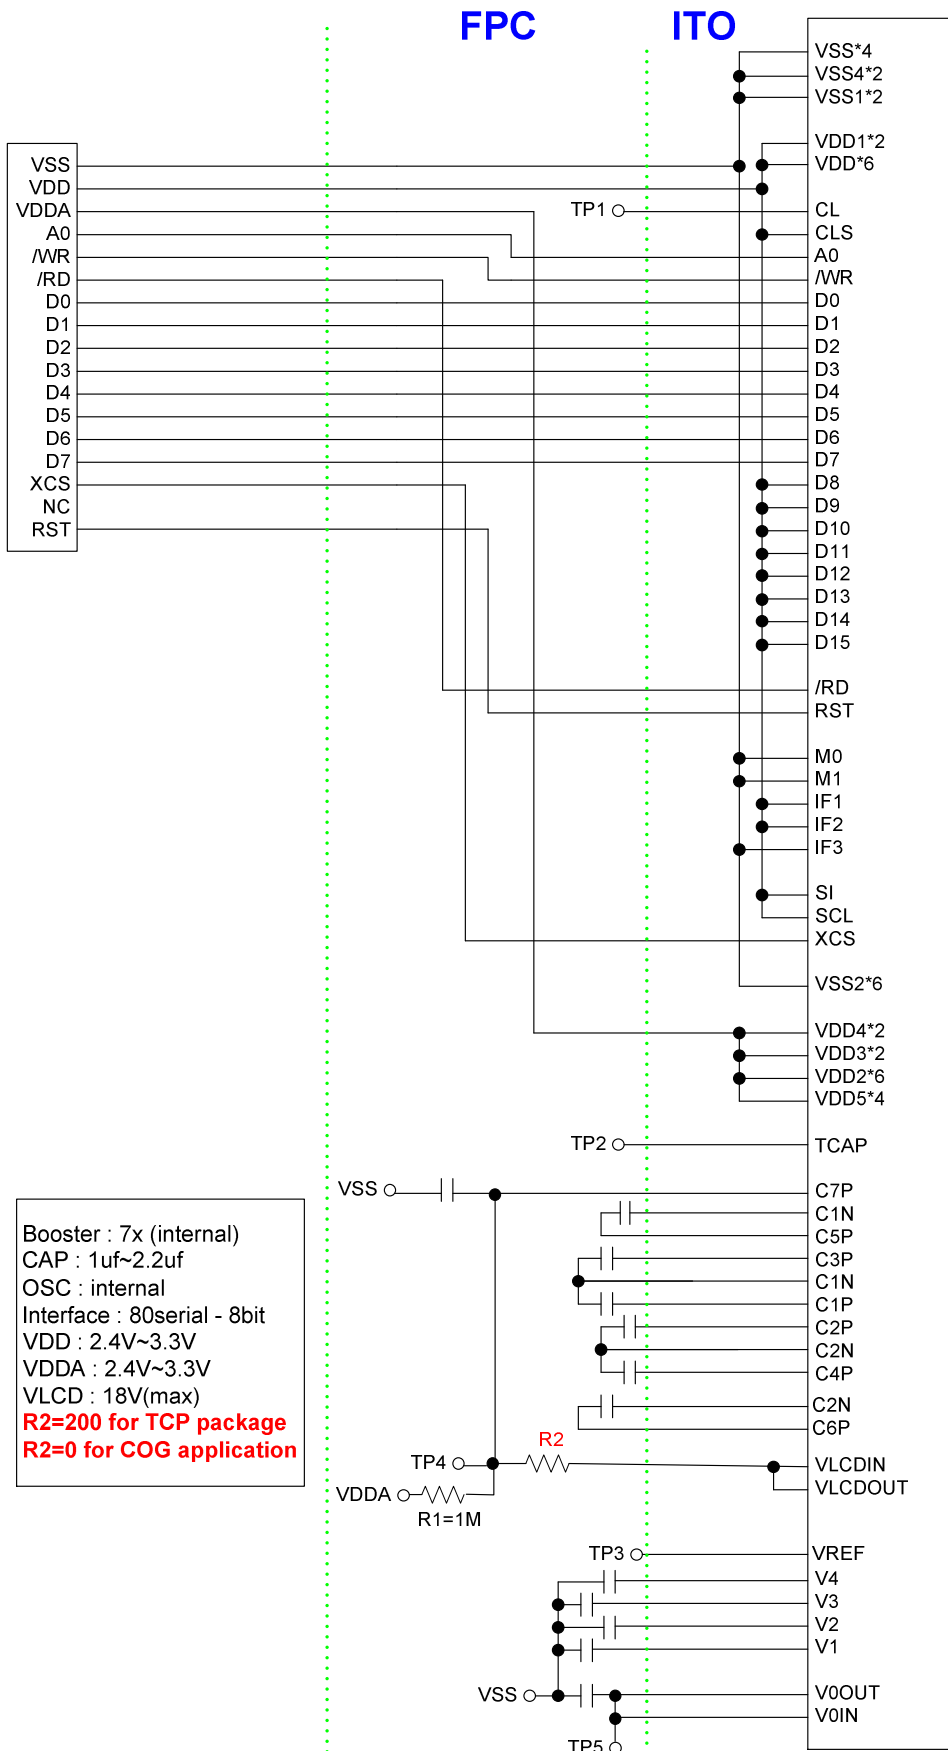 FPC
ITO
VSS
VDD
VDDA
A0
/WR
/RD
D0
D1
D2
D3
D4
D5
D6
D7
XCS
NC
RST
TP1
VSS*4
VSS4*2
VSS1*2
VDD1*2
VDD*6
CL
CLS
A0
/WR
D0
D1
D2
D3
D4
D5
D6
D7
D8
D9
D10
D11
D12
D13
D14
D15
/RD
RST
M0
M1
IF1
IF2
IF3
SI
SCL
XCS
VSS2*6
VDD4*2
VDD3*2
VDD2*6
VDD5*4
TP2
TCAP
VSS
C7P
C1N
C5P
C3P
C1N
C1P
C2P
C2N
C4P
C2N
C6P
Booster : 7x (internal)
CAP : 1uf~2.2uf
OSC : internal
Interface : 80serial - 8bit
VDD : 2.4V~3.3V
VDDA : 2.4V~3.3V
VLCD : 18V(max)
R2=200 for TCP package
R2=0 for COG application
R2
TP4
VDDA
R1=1M
VLCDIN
VLCDOUT
TP3
VREF
V4
V3
V2
V1
VSS
V0OUT
V0IN
TP5